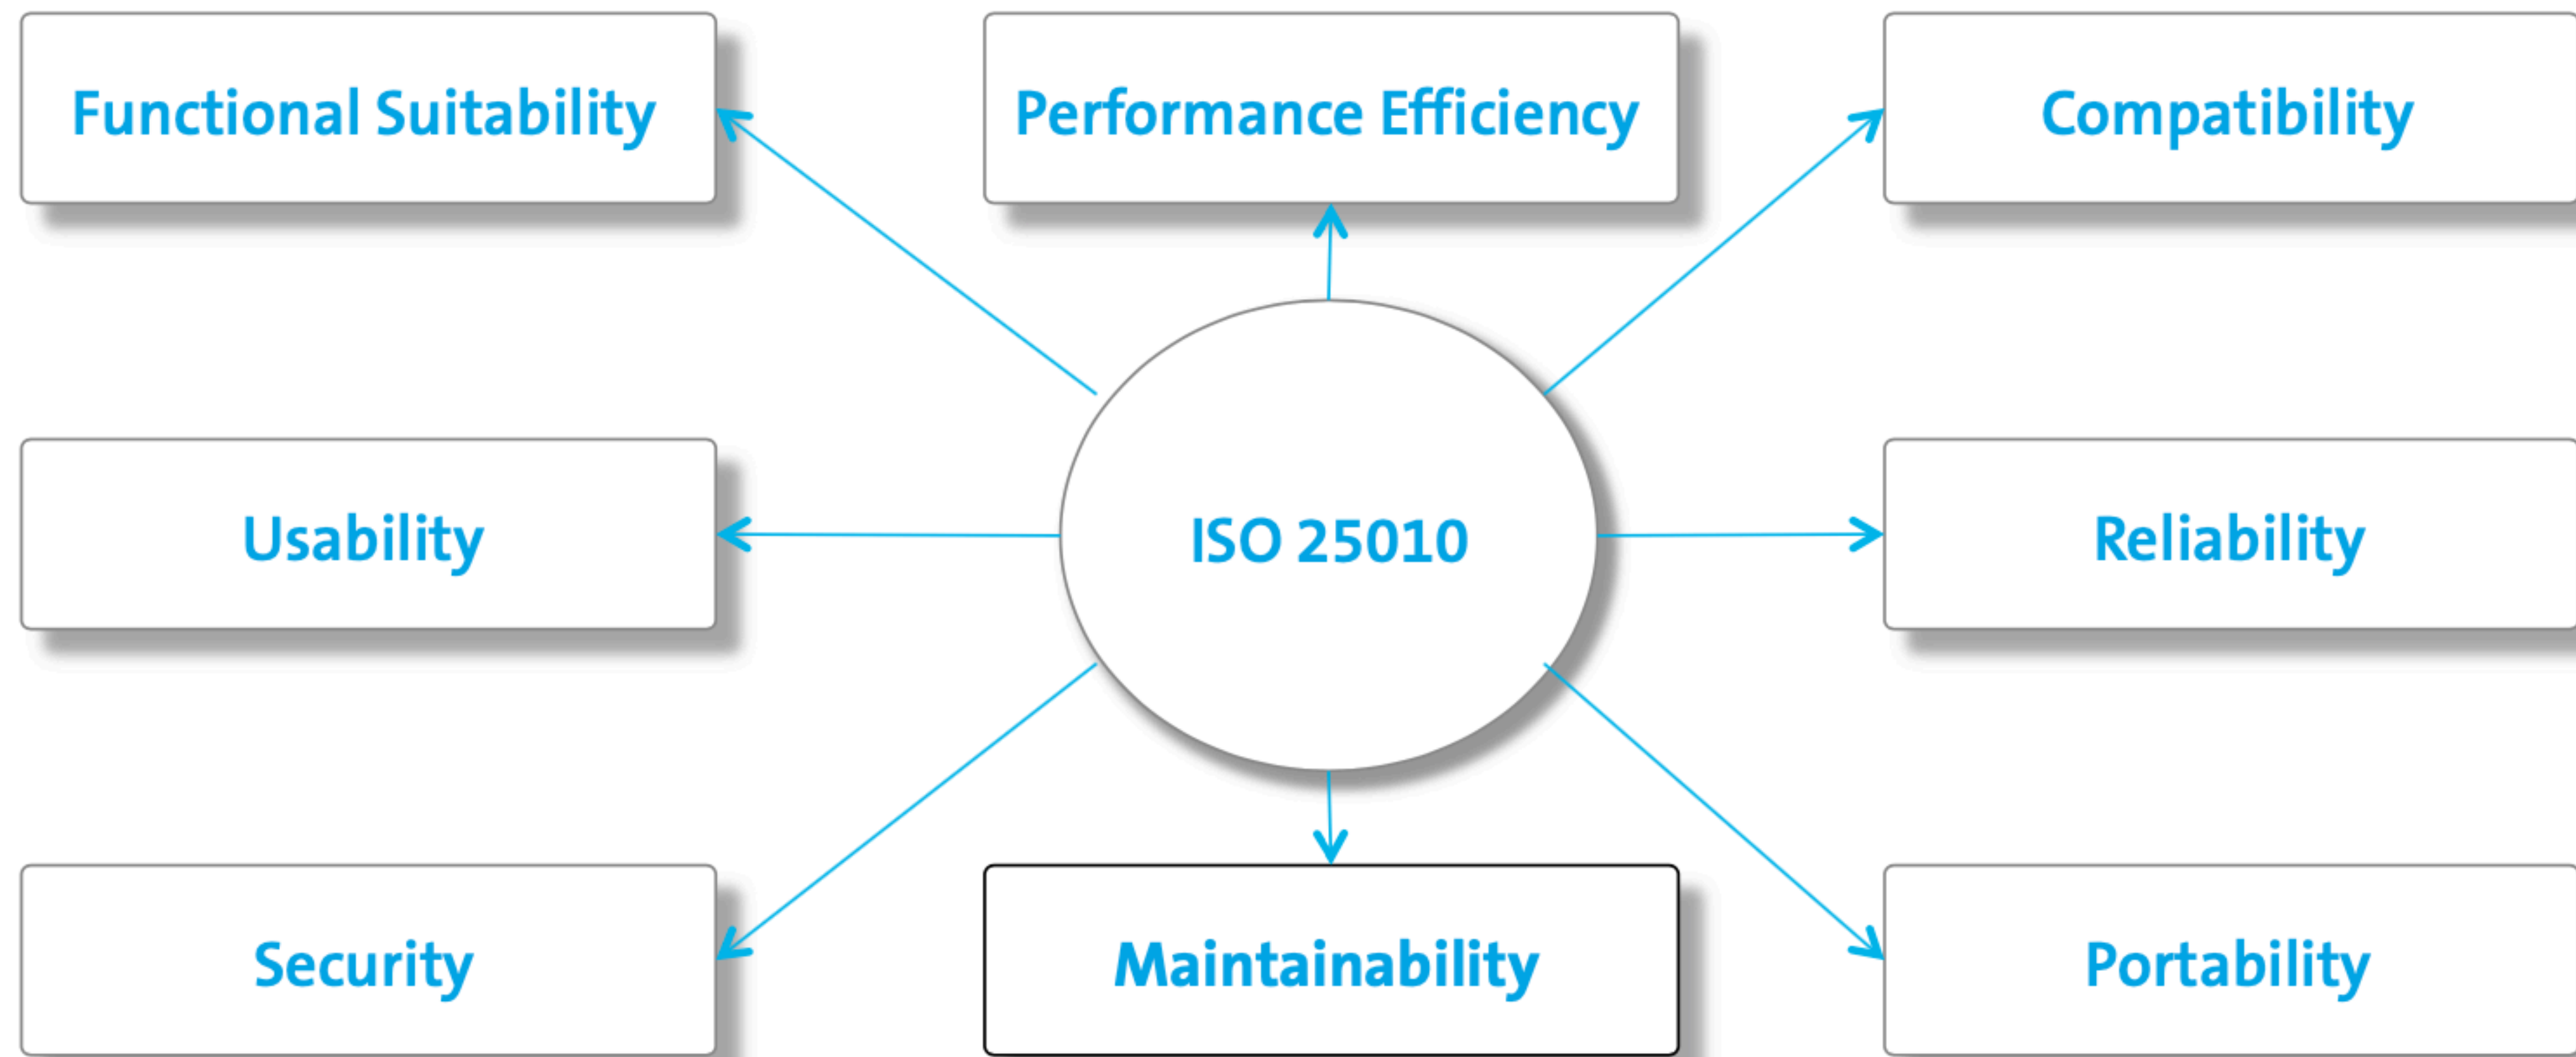 Functional Suitability
Performance Efficiency
Compatibility
Usability
ISO 25010
Reliability
Security
Maintainability
Portability